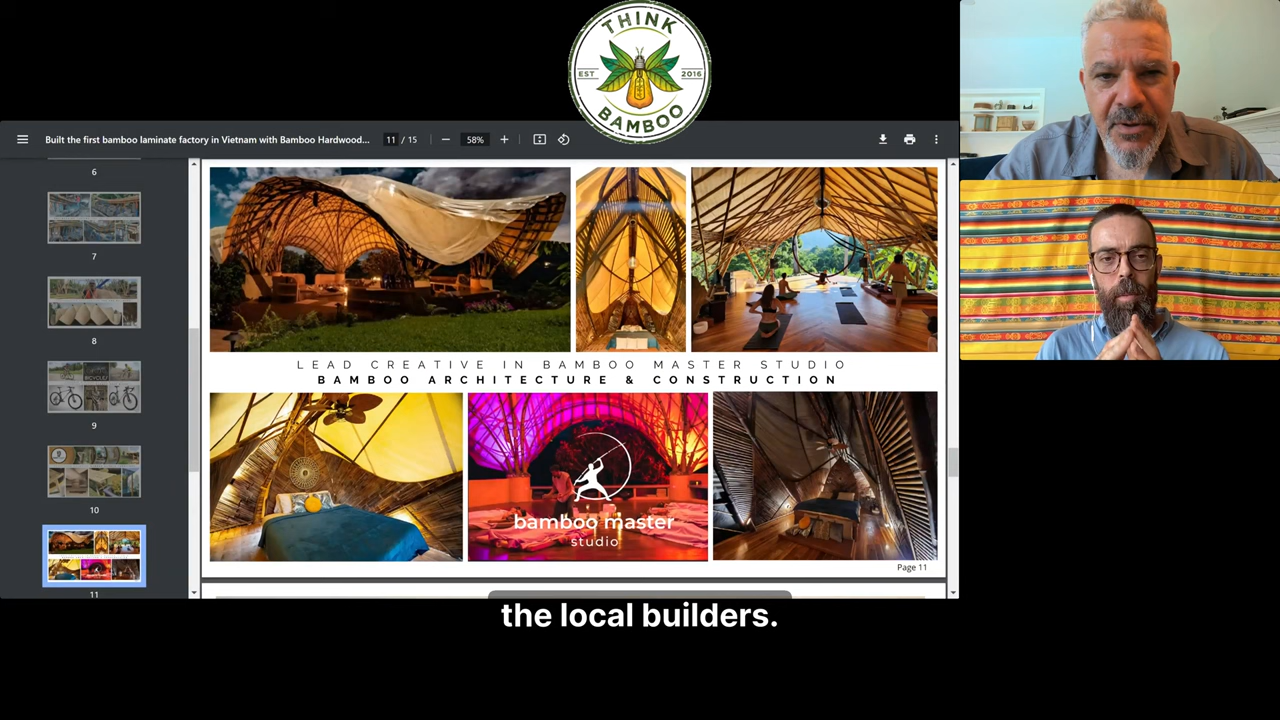 THINK
EST
2016
BAMBOO
Built the first bamboo laminate factory in Vietnam with Bamboo Hardwood...
11 / 15
58%
6
7
8
9
10
11
LEAD CREATIVE IN BAMBOO MASTER STUDIO
BAMBOO ARCHITECTURE & CONSTRUCTION
bamboo master
studio
Page 11
the local builders.